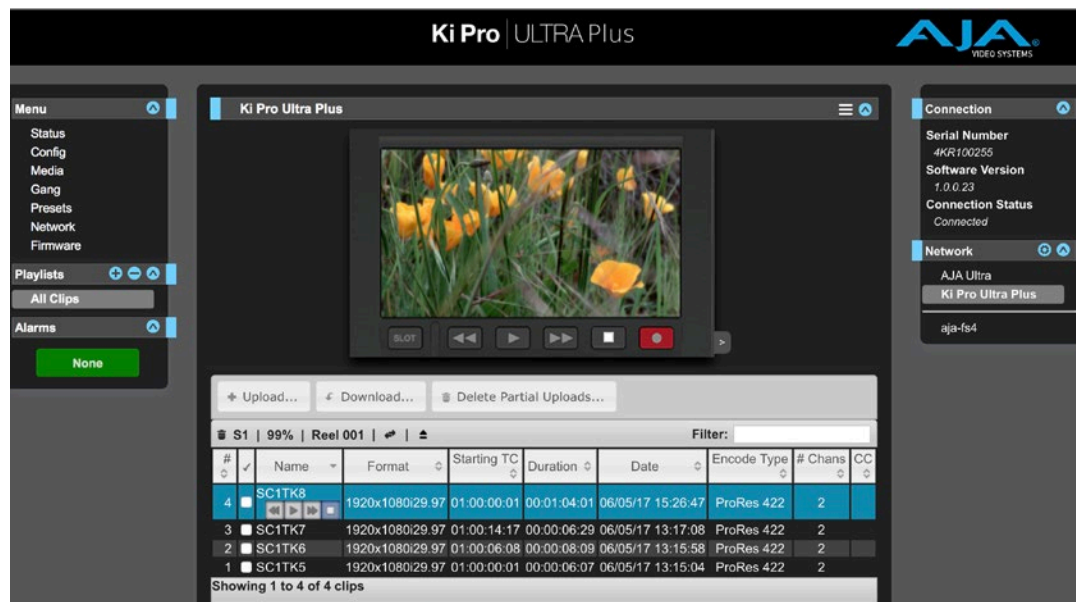 Ki Pro | ULTRA Plus
AJA
VIDEO SYSTEMS
Menu
Status
Config
Media
Gang
Presets
Network
Firmware
Playlists
All Clips
Alarms
None
Ki Pro Ultra Plus
SLOT
>
Upload...
Download...
Delete Partial Uploads...
S1 | 99% | Reel 001 | |
Filter:
# ✓ Name Format Starting TC Duration Date Encode Type # Chans CC
4 SC1TK8 1920x1080i29.97 01:00:00:01 00:01:04:01 06/05/17 15:26:47 ProRes 422 2
3 SC1TK7 1920x1080i29.97 01:00:14:17 00:00:06:29 06/05/17 13:17:08 ProRes 422 2
2 SC1TK6 1920x1080i29.97 01:00:06:08 00:00:08:09 06/05/17 13:15:58 ProRes 422 2
1 SC1TK5 1920x1080i29.97 01:00:00:01 00:00:06:07 06/05/17 13:15:04 ProRes 422 2
Showing 1 to 4 of 4 clips
Connection
Serial Number
4KR100255
Software Version
1.0.0.23
Connection Status
Connected
Network
AJA Ultra
Ki Pro Ultra Plus
aja-fs4